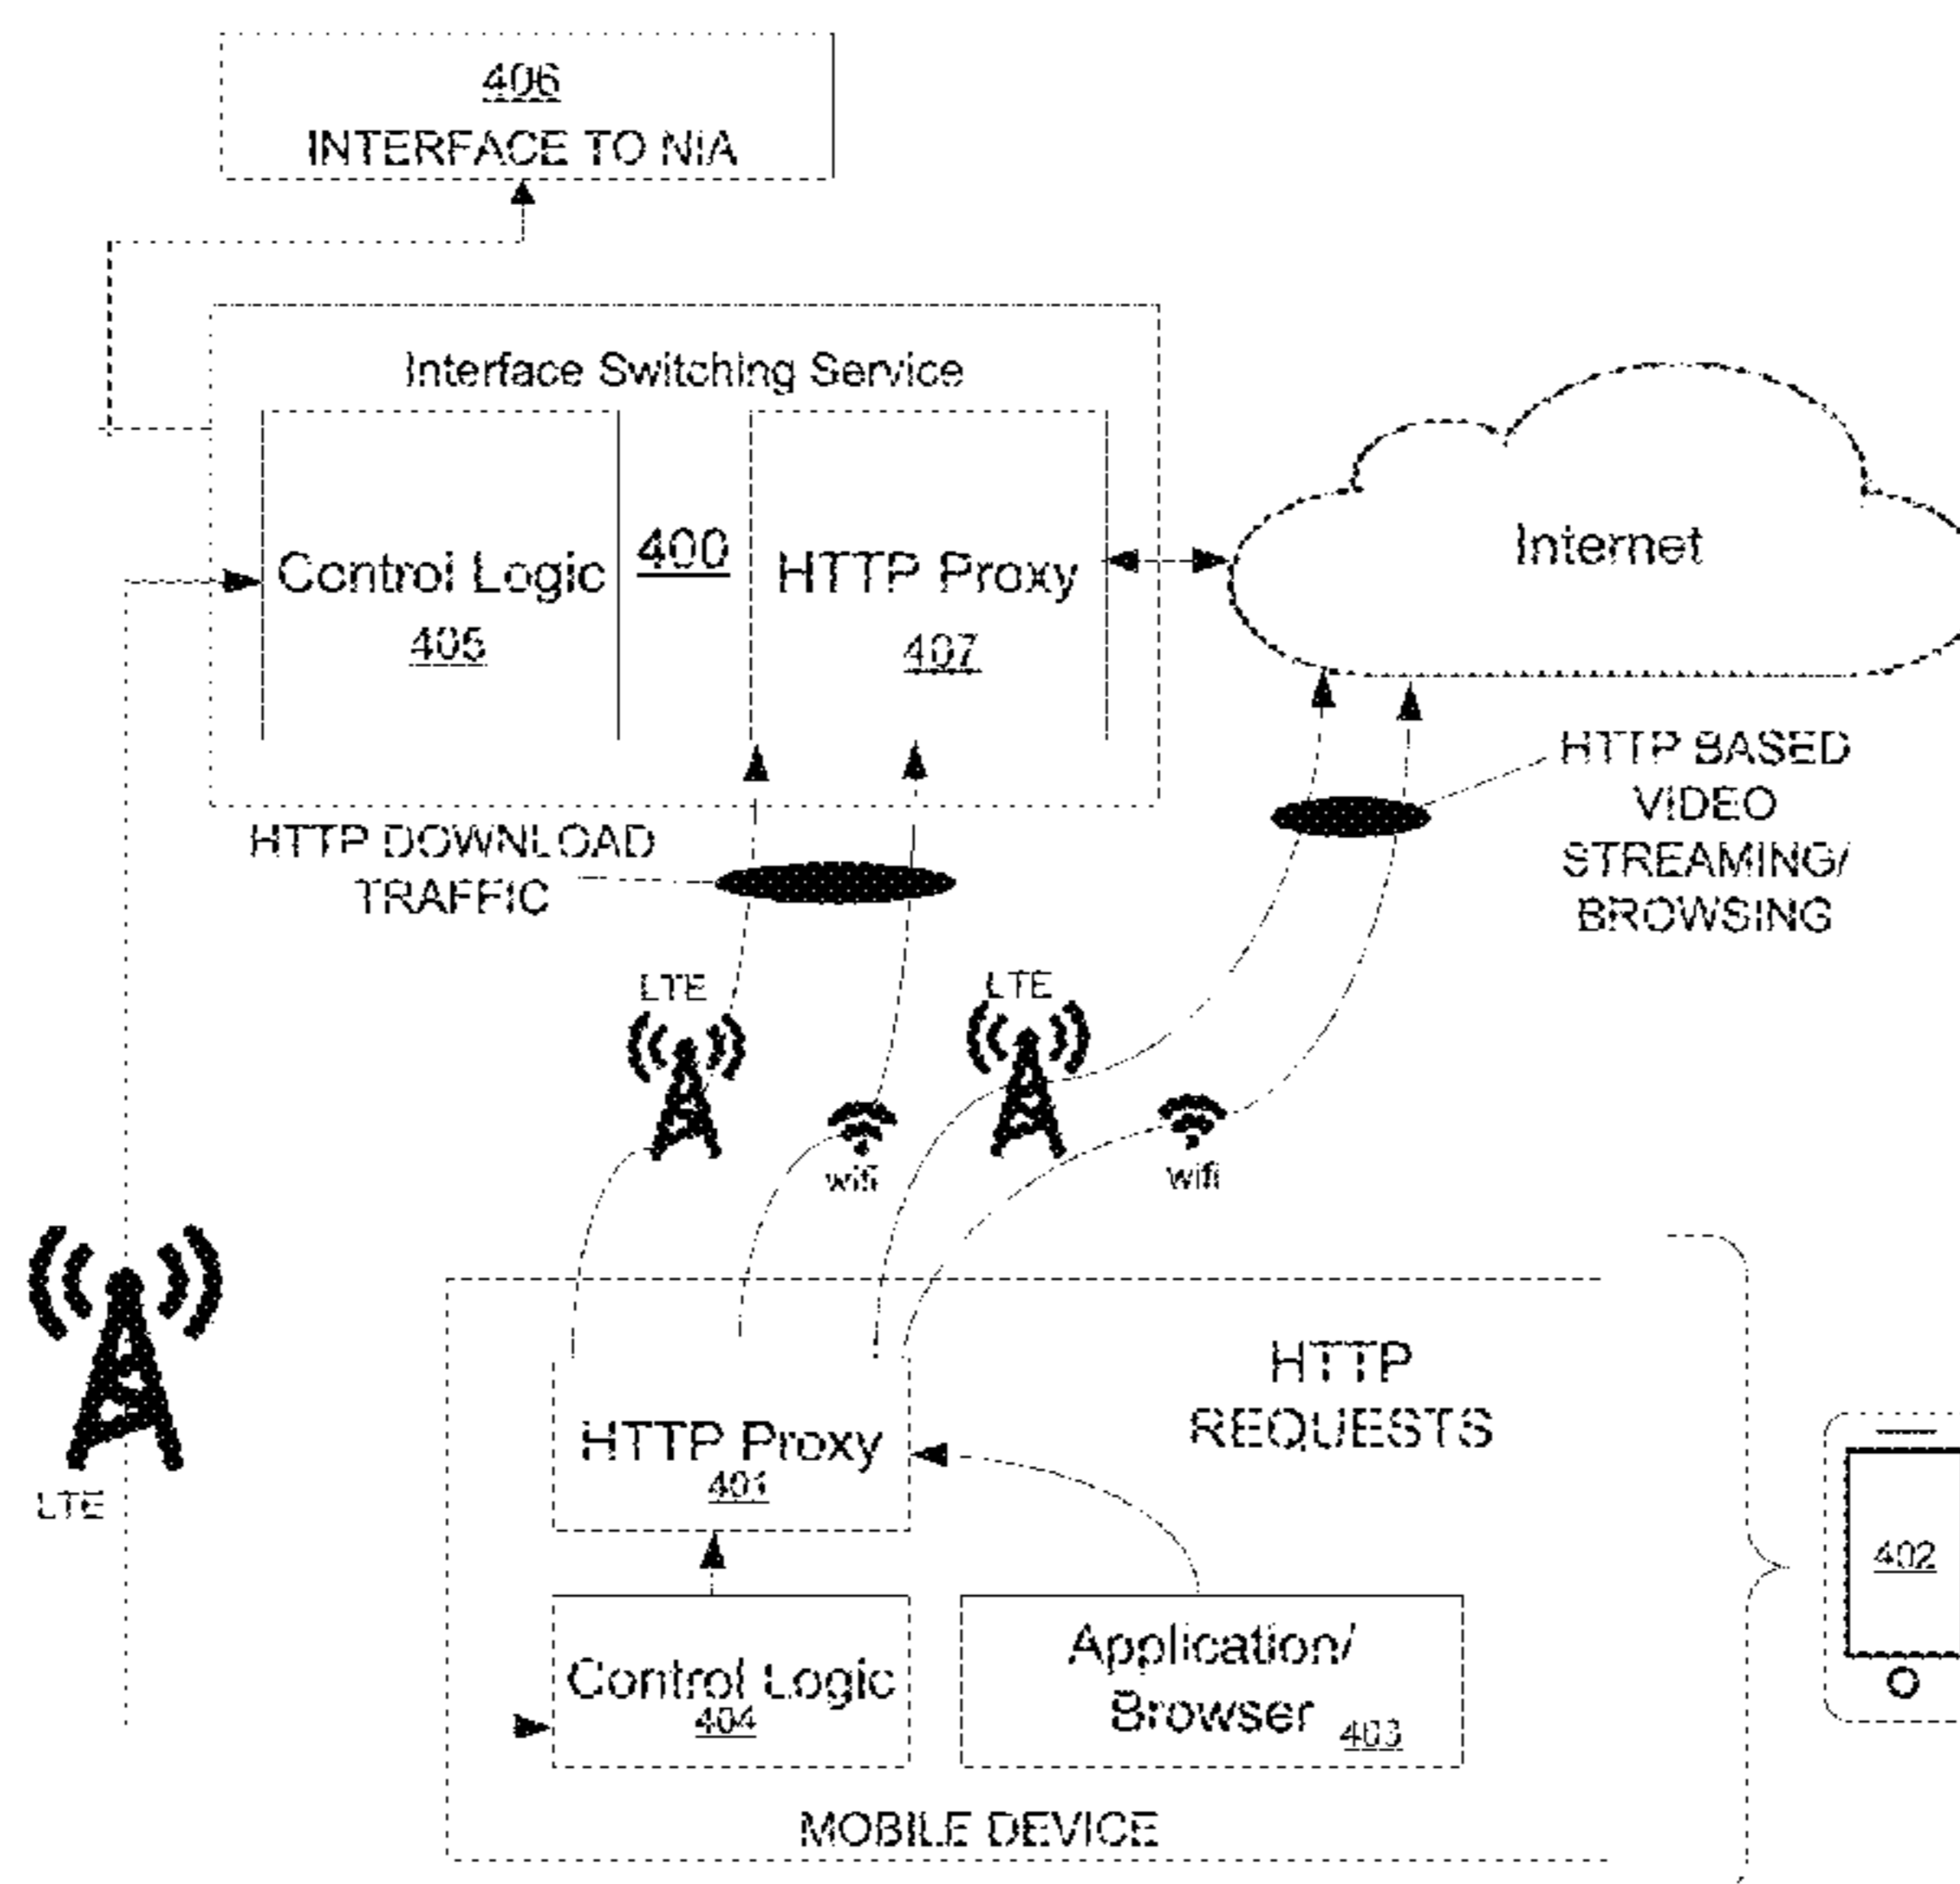 406
INTERFACE TO NIA
Interface Switching Service
400
Control Logic
405
HTTP Proxy
407
Internet
HTTP DOWNLOAD
TRAFFIC
HTTP BASED
VIDEO
STREAMING/
BROWSING
LTE
LTE
wifi
wifi
LTE
HTTP
REQUESTS
HTTP Proxy
401
402
Control Logic
404
Application/
Browser
403
MOBILE DEVICE